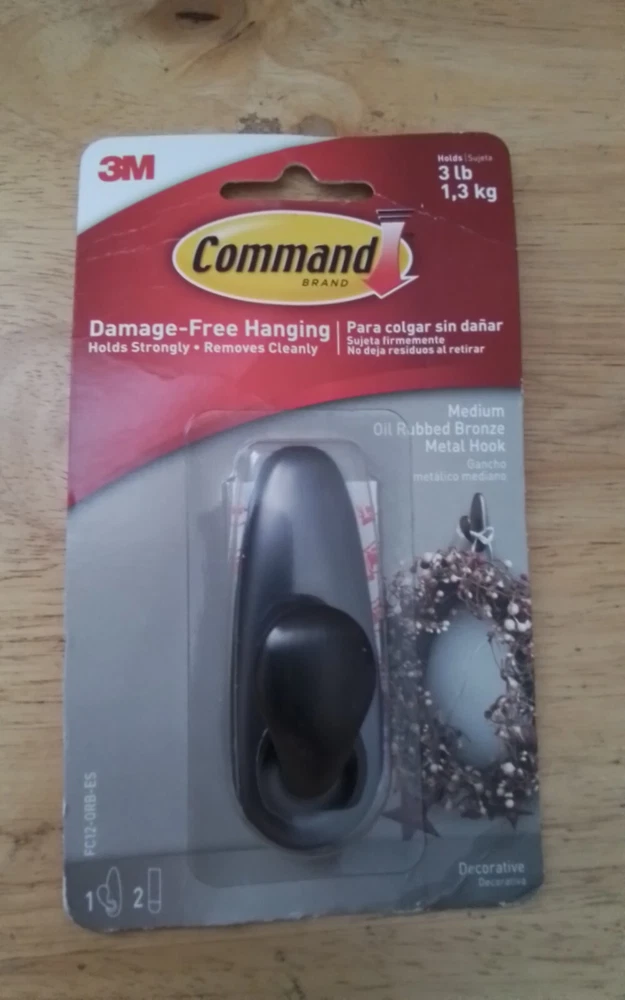 3M
Holds | Sujeta
3 lb
1,3 kg
Command
BRAND
Damage-Free Hanging
Holds Strongly • Removes Cleanly
Para colgar sin dañar
Sujeta firmemente
No deja residuos al retirar
Medium
Oil Rubbed Bronze
Metal Hook
Gancho
metálico mediano
FC12-ORB-ES
1 2
Decorative
Decorativo